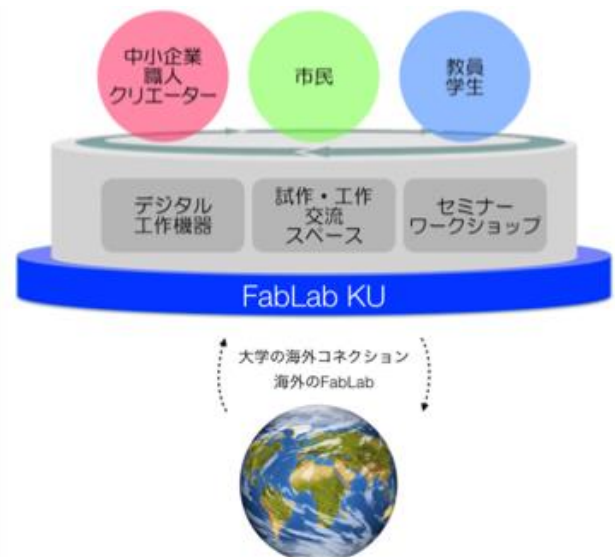 中小企業
職人
クリエーター
市民
教員
学生
デジタル
工作機器
試作・工作
交流
スペース
セミナー
ワークショップ
FabLab KU
大学の海外コネクション
海外のFabLab